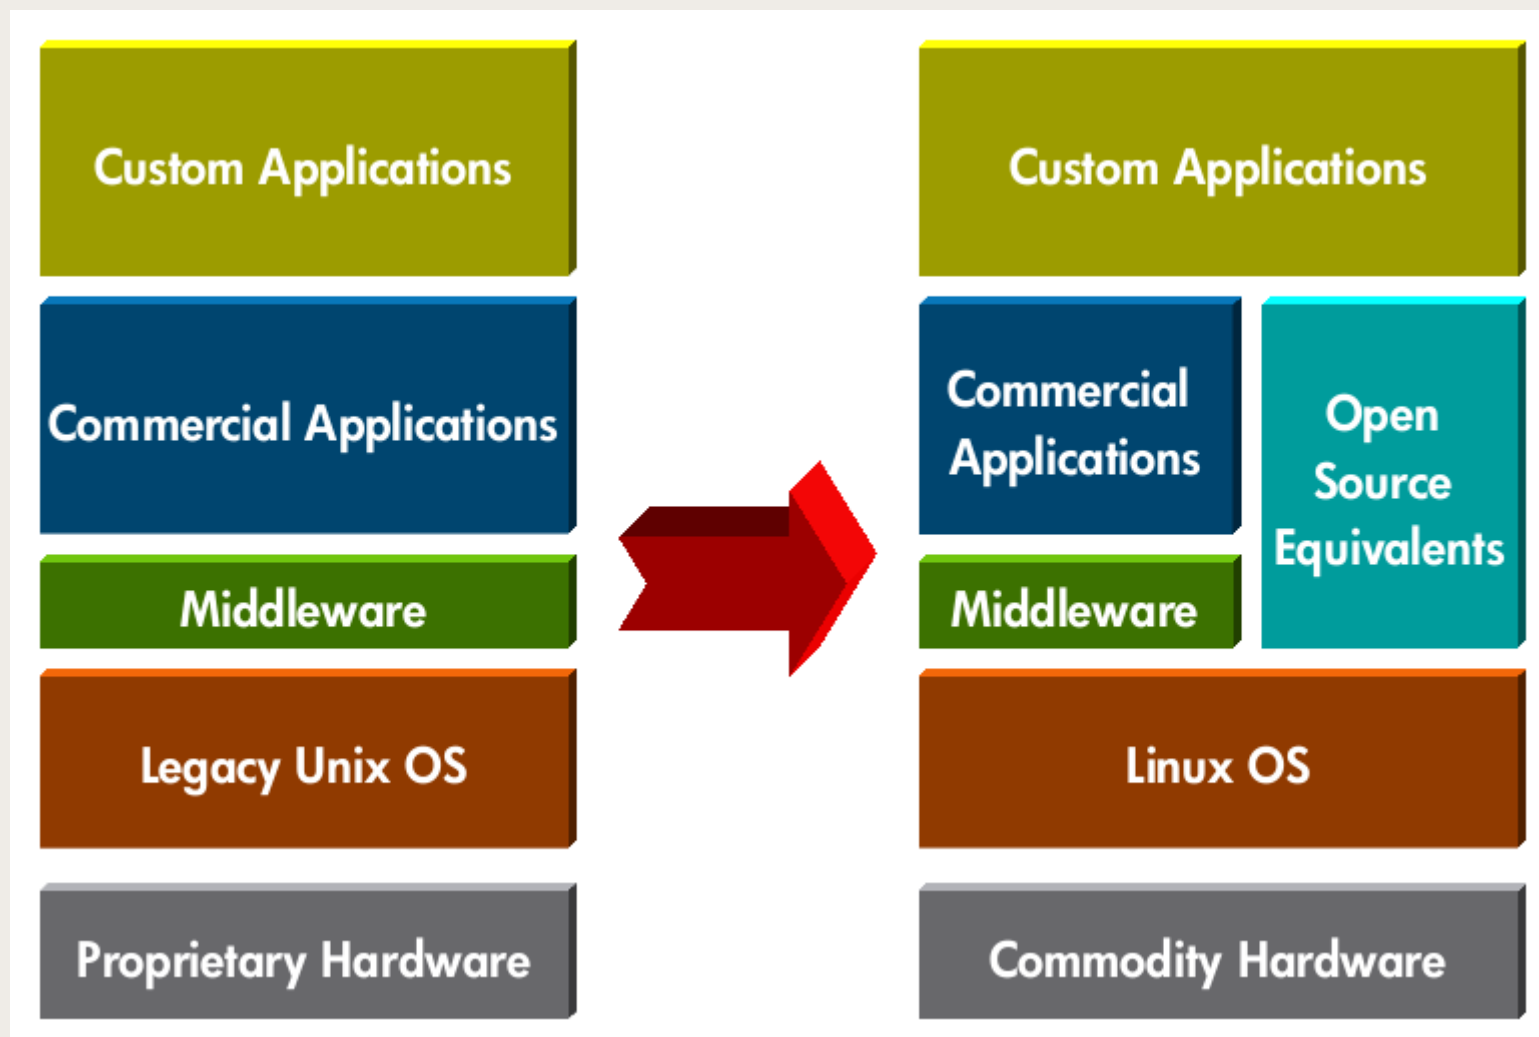 Custom Applications
Commercial Applications
Middleware
Legacy Unix OS
Proprietary Hardware
Custom Applications
Commercial
Applications
Open
Source
Equivalents
Middleware
Linux OS
Commodity Hardware